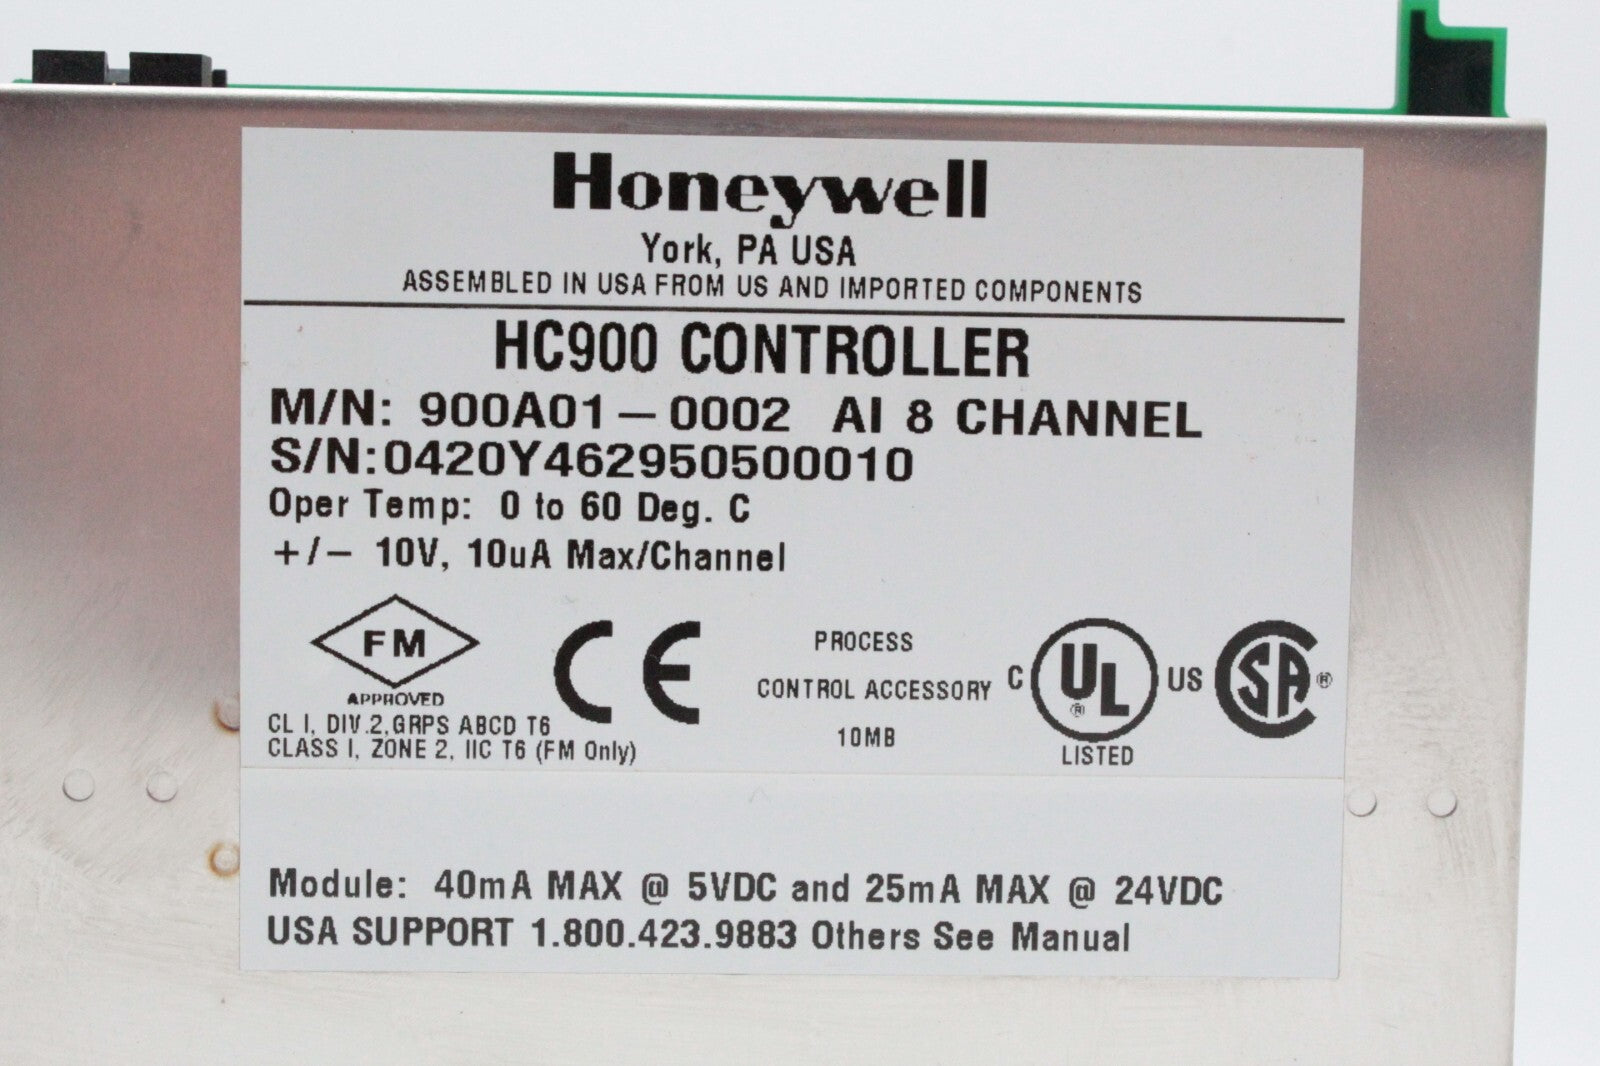 Honeywell
York, PA USA
ASSEMBLED IN USA FROM US AND IMPORTED COMPONENTS
HC900 CONTROLLER
M/N: 900A01-0002 AI 8 CHANNEL
S/N:0420Y462950500010
Oper Temp: 0 to 60 Deg. C
+/- 10V, 10uA Max/Channel
FM
APPROVED
CL I, DIV.2,GRPS ABCD T6
CLASS I, ZONE 2, IIC T6 (FM Only)
CE
PROCESS
CONTROL ACCESSORY
10MB
C UL ® US
LISTED
SA ®
Module: 40mA MAX @ 5VDC and 25mA MAX @ 24VDC
USA SUPPORT 1.800.423.9883 Others See Manual